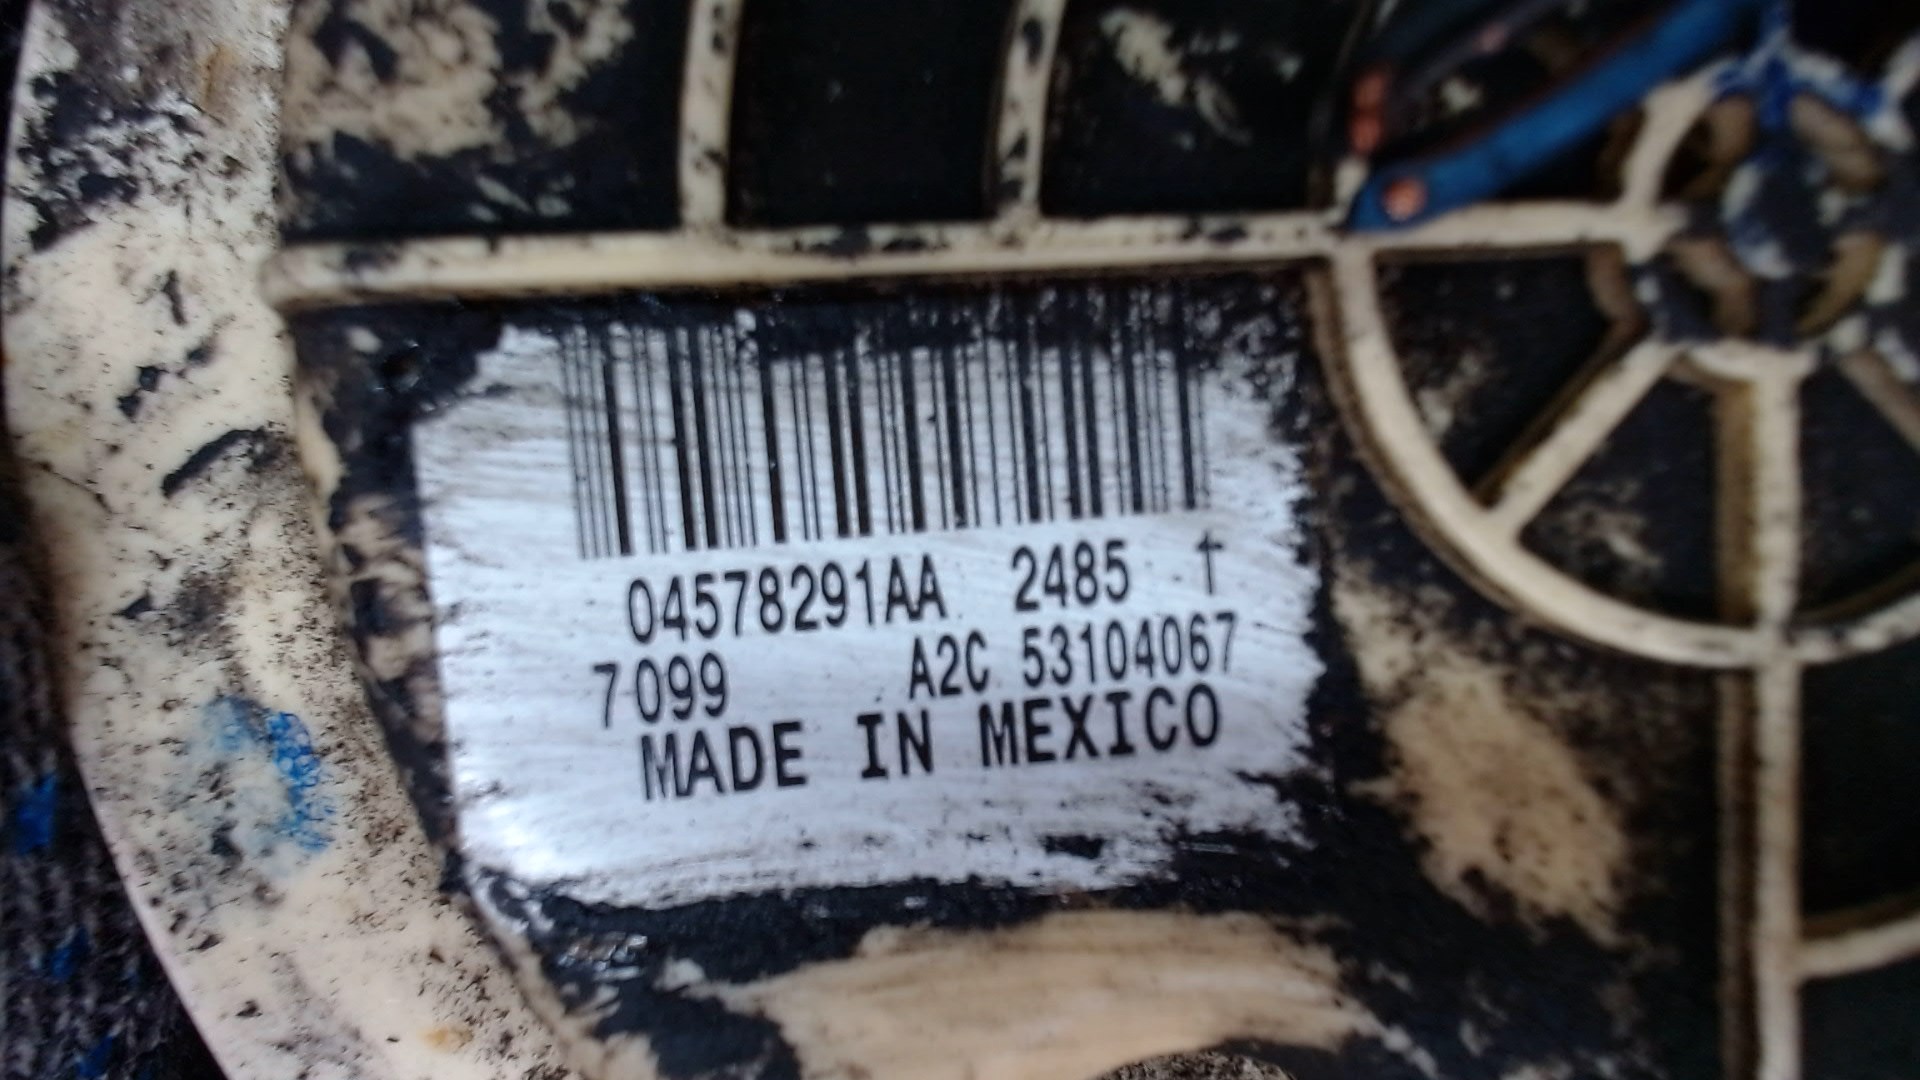 04578291AA 2485 †
7099 A2C 53104067
MADE IN MEXICO